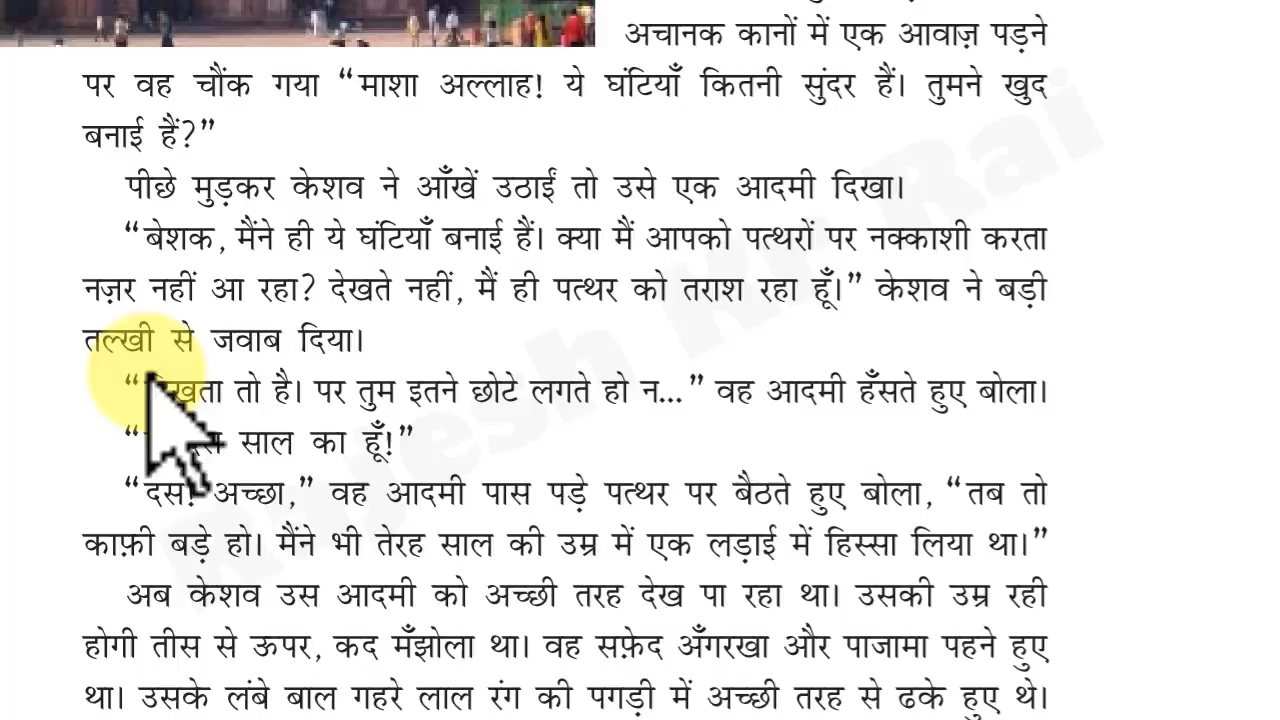 अचानक कानों में एक आवाज़ पड़ने
पर वह चौंक गया “माशा अल्लाह! ये घंटियाँ कितनी सुंदर हैं। तुमने खुद
बनाई हैं?”
पीछे मुड़कर केशव ने आँखें उठाईं तो उसे एक आदमी दिखा।
“बेशक, मैंने ही ये घंटियाँ बनाई हैं। क्या मैं आपको पत्थरों पर नक्काशी करता
नज़र नहीं आ रहा? देखते नहीं, मैं ही पत्थर को तराश रहा हूँ।” केशव ने बड़ी
तल्खी से जवाब दिया।
“दिखता तो है। पर तुम इतने छोटे लगते हो न...” वह आदमी हँसते हुए बोला।
साल का हूँ!”
“दस! अच्छा,” वह आदमी पास पड़े पत्थर पर बैठते हुए बोला, “तब तो
काफ़ी बड़े हो। मैंने भी तेरह साल की उम्र में एक लड़ाई में हिस्सा लिया था।”
अब केशव उस आदमी को अच्छी तरह देख पा रहा था। उसकी उम्र रही
होगी तीस से ऊपर, कद मँझोला था। वह सफ़ेद अँगरखा और पाजामा पहने हुए
था। उसके लंबे बाल गहरे लाल रंग की पगड़ी में अच्छी तरह से ढके हुए थे।